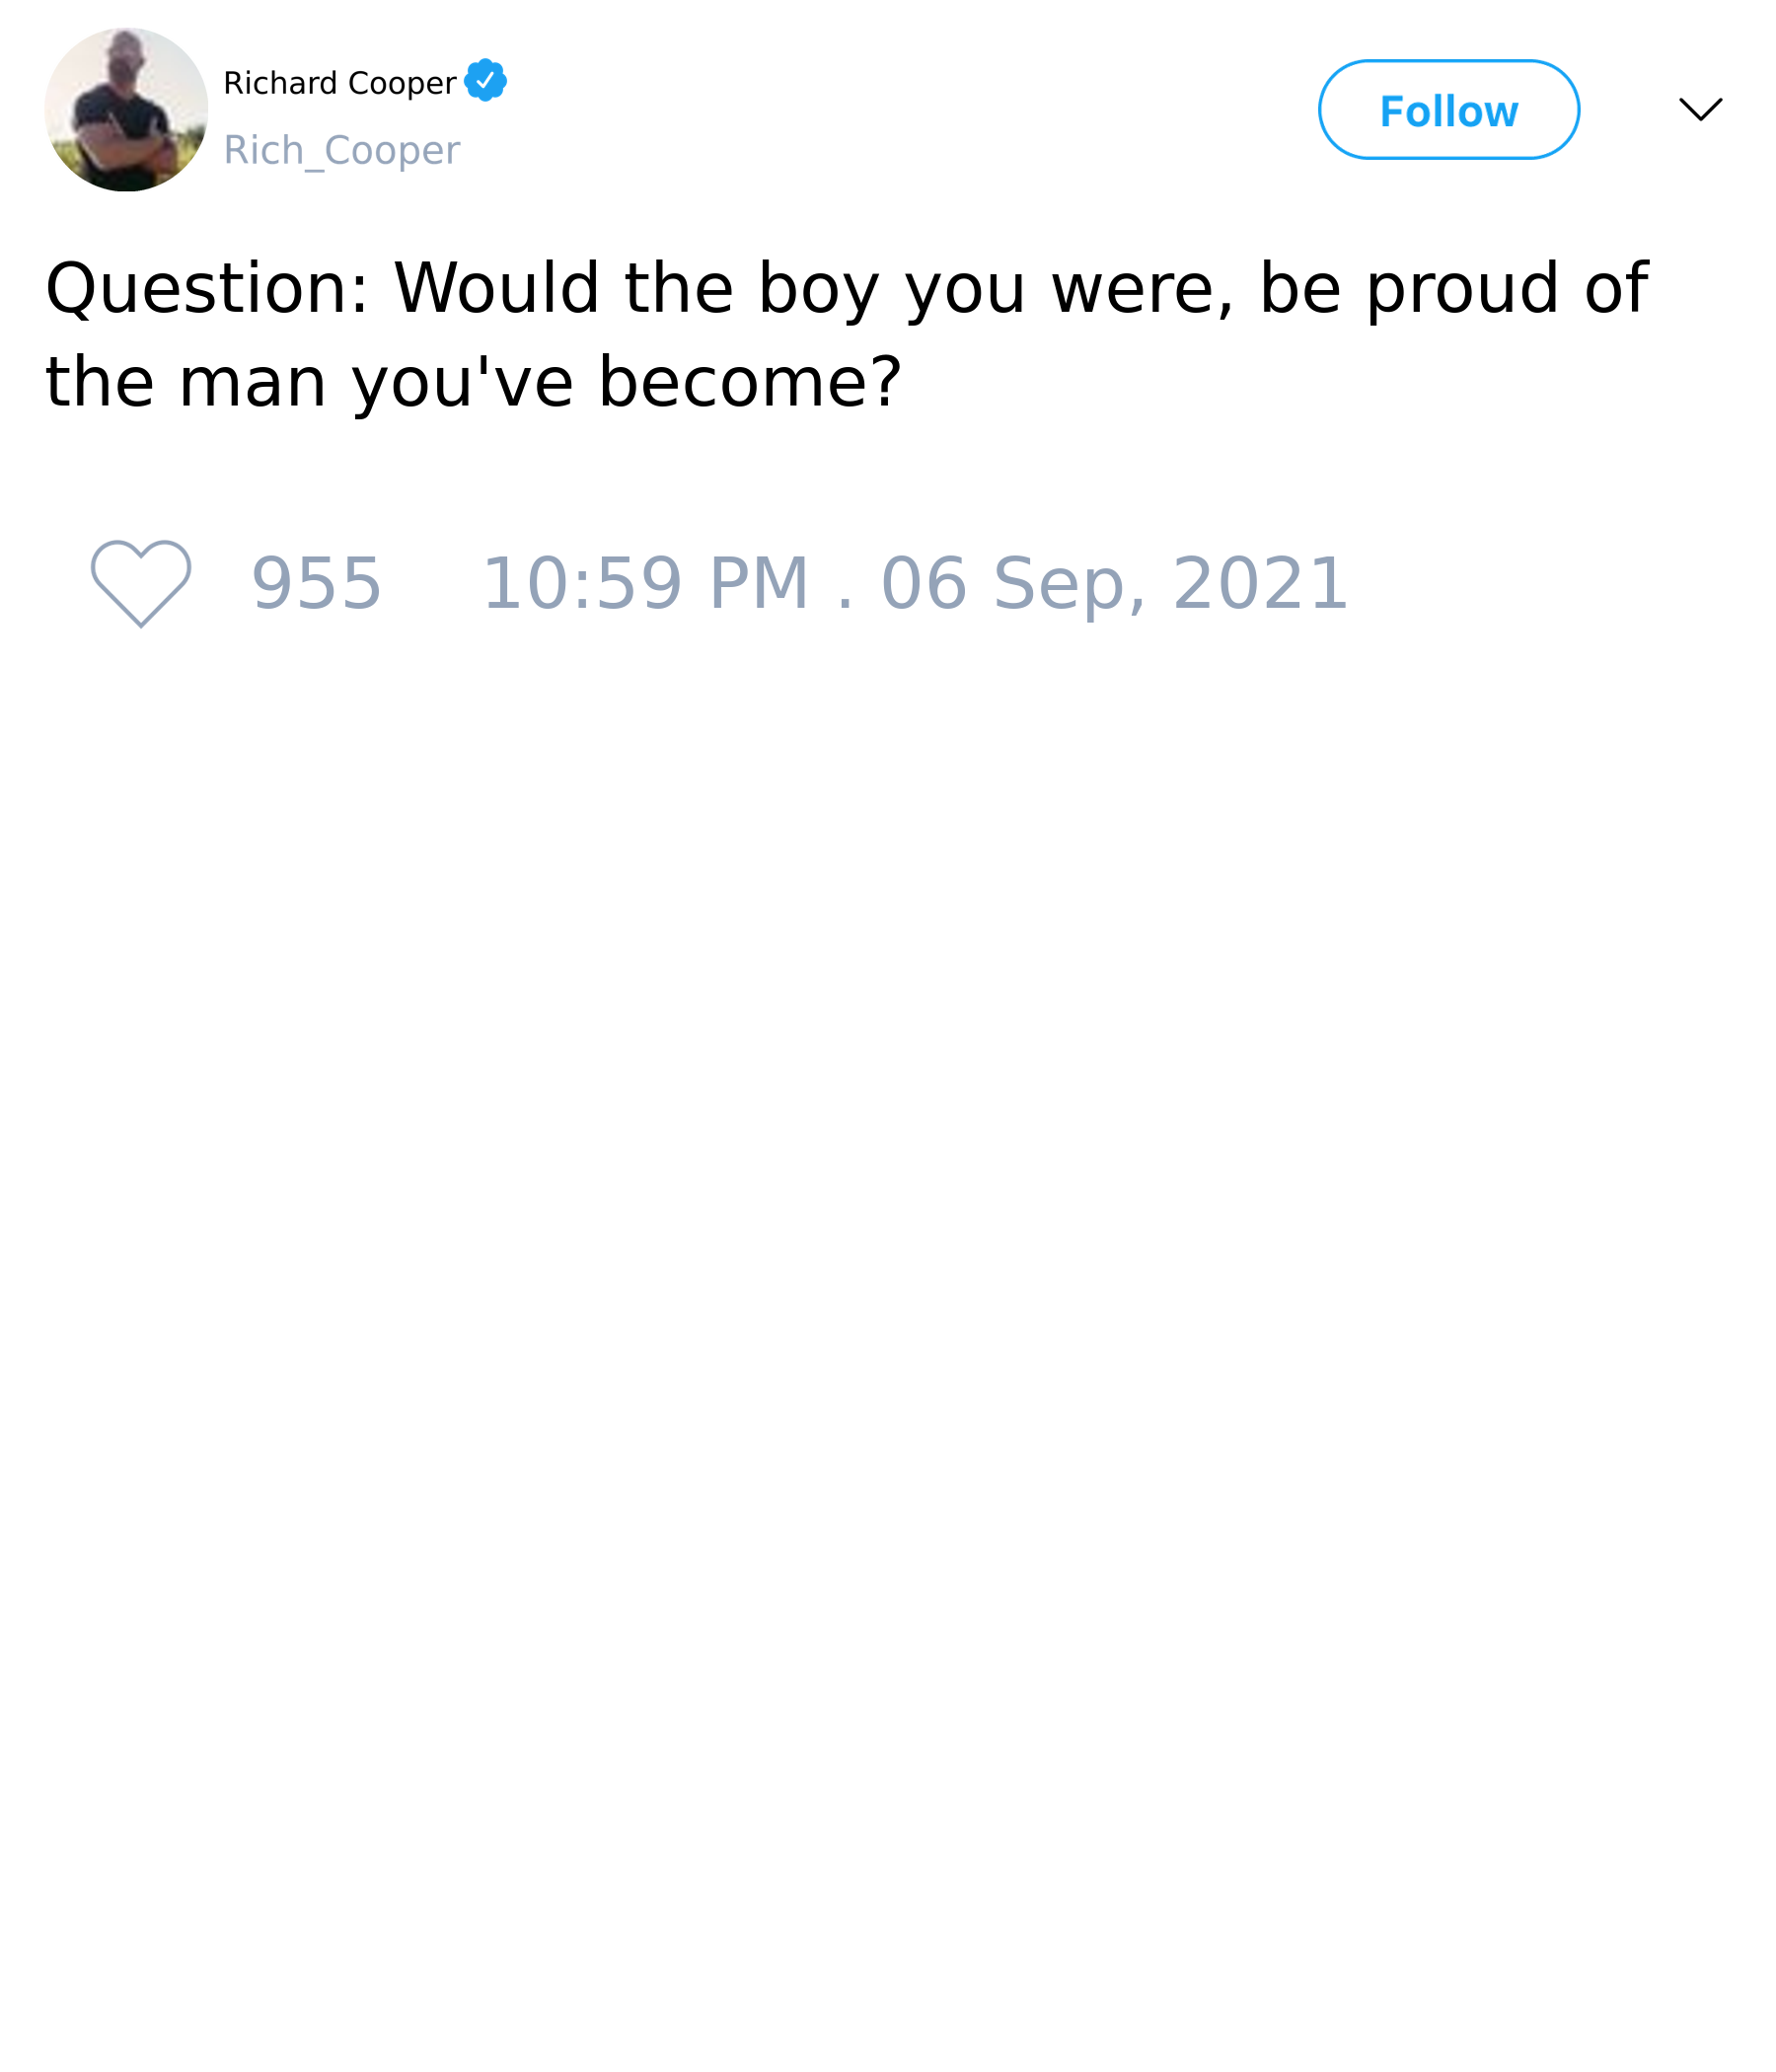 Richard Cooper
Rich_Cooper
Follow
Question: Would the boy you were, be proud of
the man you've become?
955 10:59 PM . 06 Sep, 2021